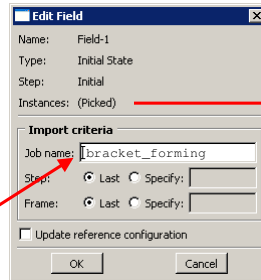 Edit Field
Name: Field-1
Type: Initial State
Step: Initial
Instances: (Picked)
Import criteria
Job name: bracket_forming
Step: Last Specify:
Frame: Last Specify:
Update reference configuration
OK Cancel